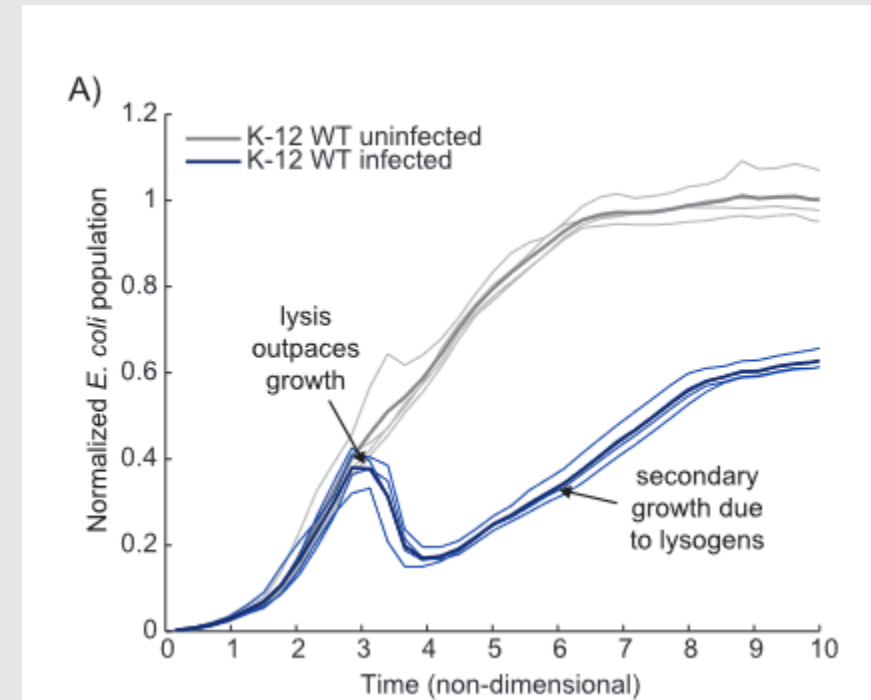 A)
1.2
K-12 WT uninfected
K-12 WT infected
1
0.8
lysis
outpaces
growth
0.6
Normalized E. coli population
0.4
secondary
growth due
to lysogens
0.2
0
0 1 2 3 4 5 6 7 8 9 10
Time (non-dimensional)